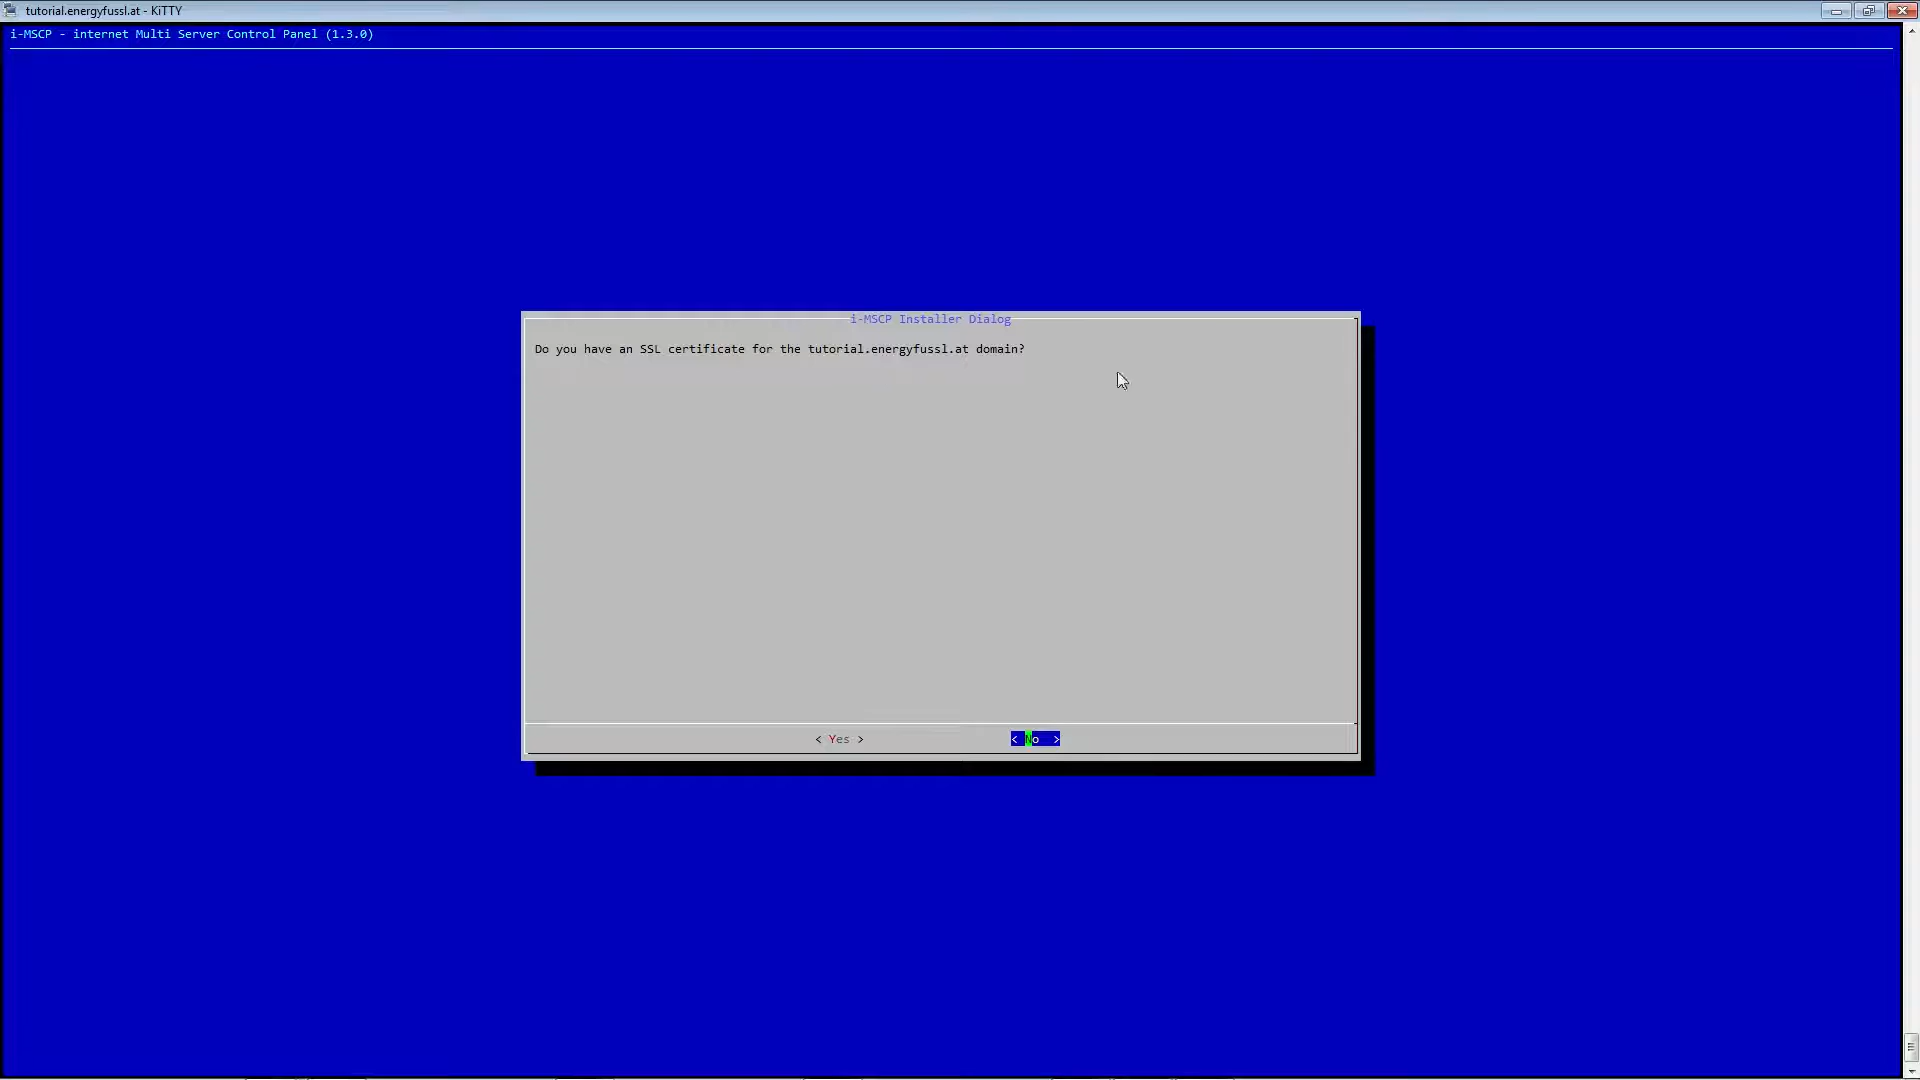 tutorial.energyfussl.at - KiTTY
i-MSCP - internet Multi Server Control Panel (1.3.0)
i-MSCP Installer Dialog
Do you have an SSL certificate for the tutorial.energyfussl.at domain?
< Yes > < No >